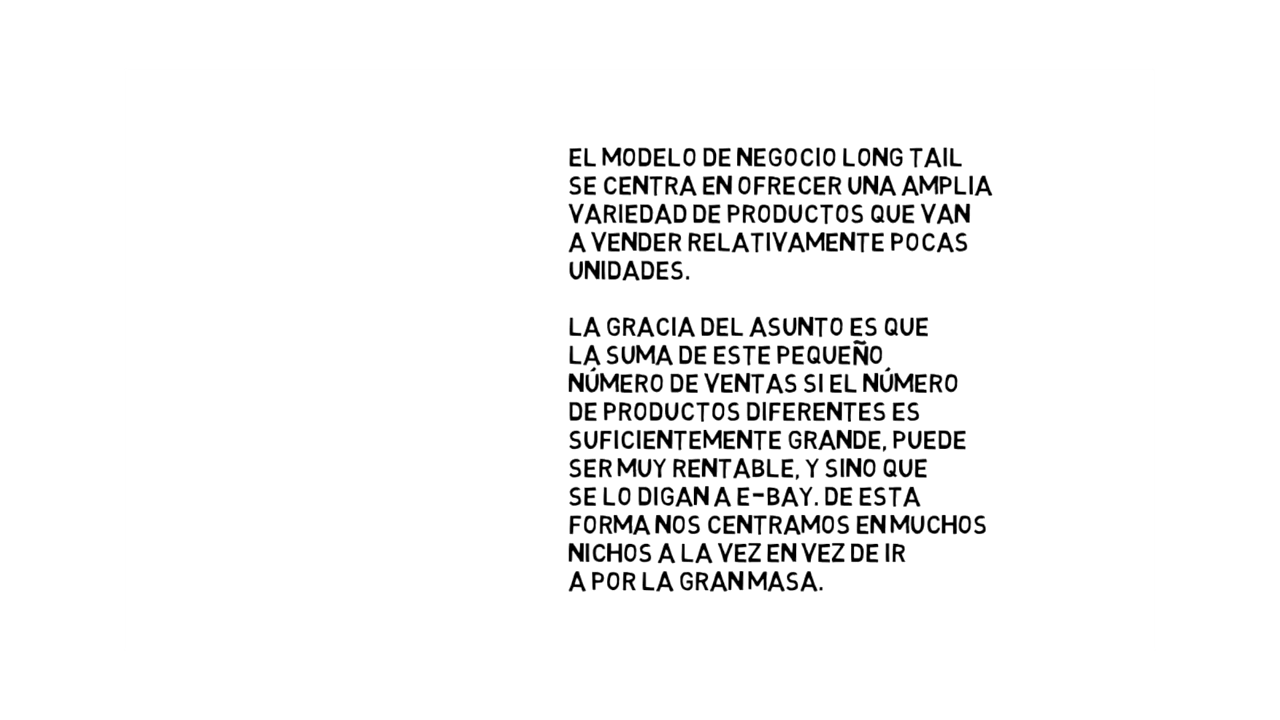 EL MODELO DE NEGOCIO LONG TAIL
SE CENTRA EN OFRECER UNA AMPLIA
VARIEDAD DE PRODUCTOS QUE VAN
A VENDER RELATIVAMENTE POCAS
UNIDADES.
LA GRACIA DEL ASUNTO ES QUE
LA SUMA DE ESTE PEQUEÑO
NÚMERO DE VENTAS SI EL NÚMERO
DE PRODUCTOS DIFERENTES ES
SUFICIENTEMENTE GRANDE, PUEDE
SER MUY RENTABLE, Y SINO QUE
SE LO DIGAN A E-BAY. DE ESTA
FORMA NOS CENTRAMOS EN MUCHOS
NICHOS A LA VEZ EN VEZ DE IR
A POR LA GRAN MASA.